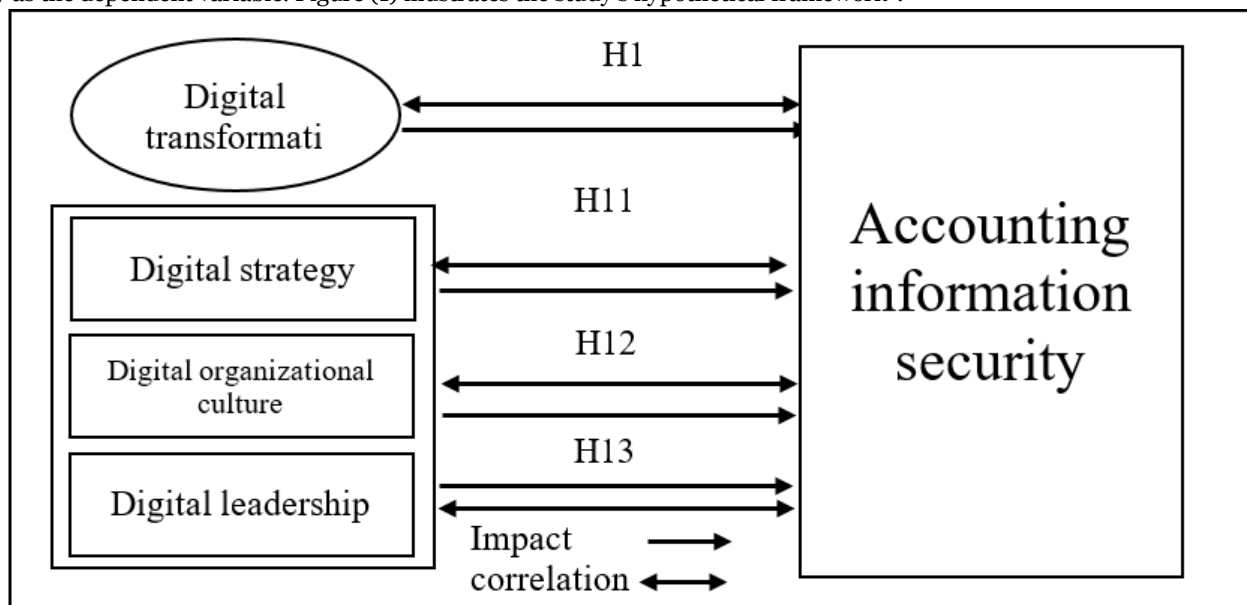 as the dependent variable. Figure (1) illustrates the study's hypothetical framework .
H1
Digital
transformati
H11
Digital strategy
Accounting
information
security
H12
Digital organizational
culture
H13
Digital leadership
Impact
correlation